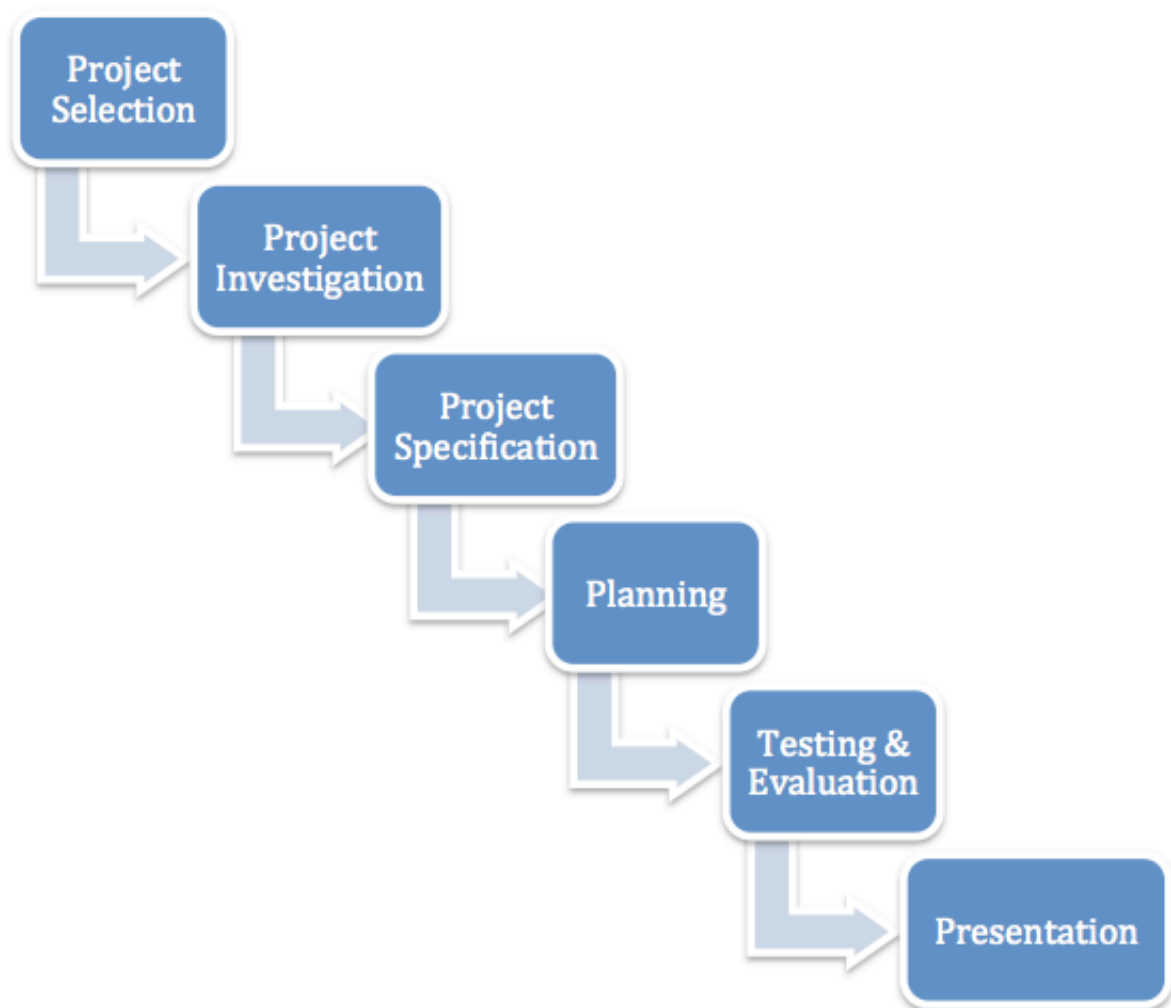 Project
Selection
Project
Investigation
Project
Specification
Planning
Testing &
Evaluation
Presentation